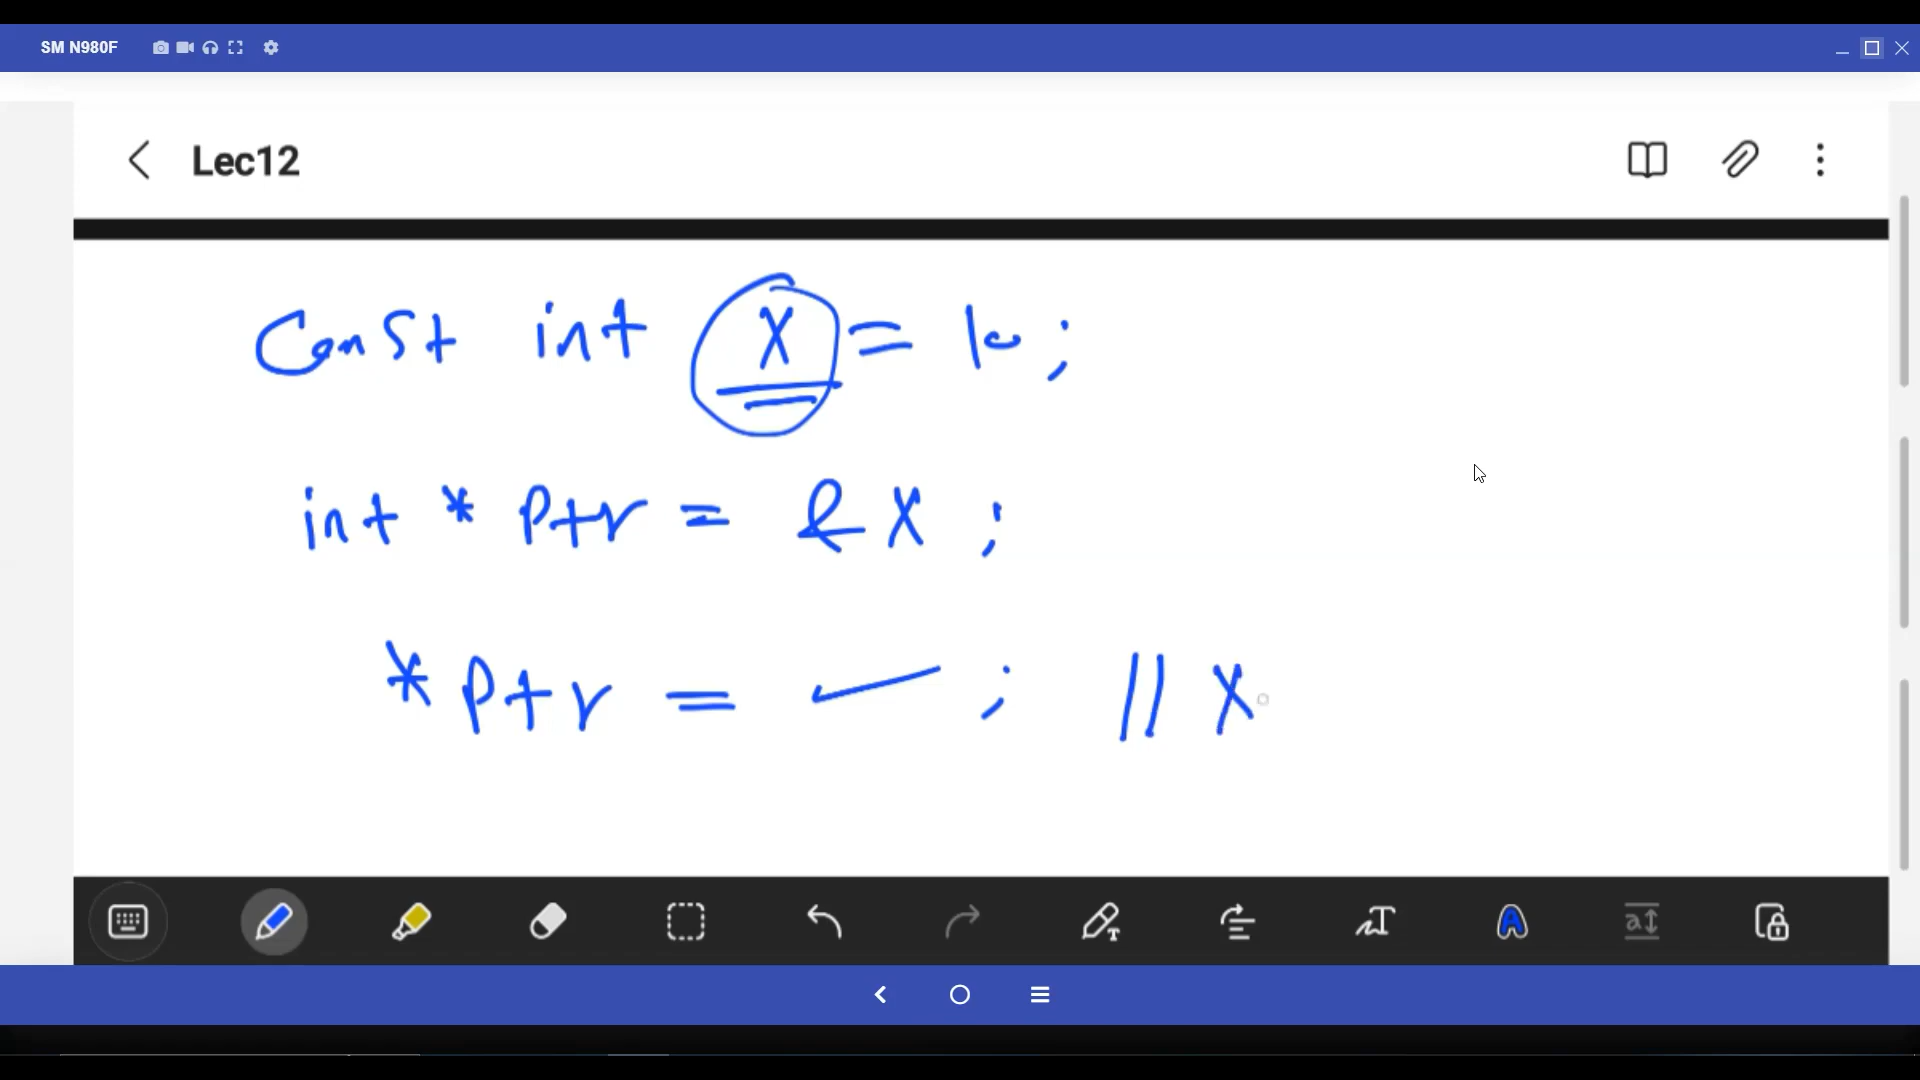 SM N980F
Lec12
Const int X = 10;
int * Ptr = & X ;
* Ptr = ; // X